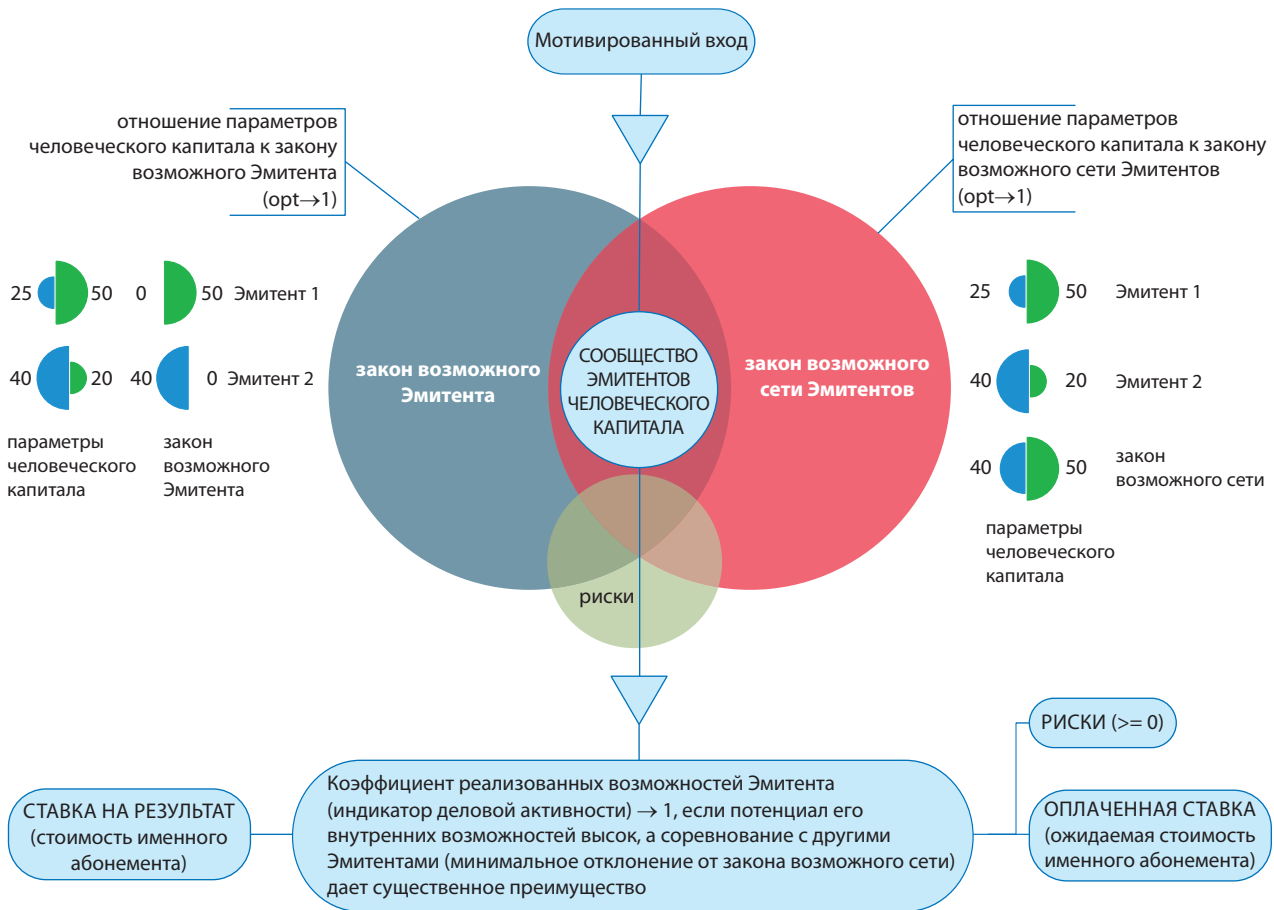 Мотивированный вход
отношение параметров
человеческого капитала к закону
возможного Эмитента
(opt→1)
отношение параметров
человеческого капитала к закону
возможного сети Эмитентов
(opt→1)
25 50 0 50 Эмитент 1
40 20 40 0 Эмитент 2
параметры
человеческого
капитала
закон
возможного
Эмитента
закон возможного
Эмитента
СООБЩЕСТВО
ЭМИТЕНТОВ
ЧЕЛОВЕЧЕСКОГО
КАПИТАЛА
закон возможного
сети Эмитентов
25 50 Эмитент 1
40 20 Эмитент 2
40 50 закон
возможного сети
параметры
человеческого
капитала
риски
СТАВКА НА РЕЗУЛЬТАТ
(стоимость именного
абонемента)
Коэффициент реализованных возможностей Эмитента
(индикатор деловой активности) → 1, если потенциал его
внутренних возможностей высок, а соревнование с другими
Эмитентами (минимальное отклонение от закона возможного сети)
дает существенное преимущество
РИСКИ (>= 0)
ОПЛАЧЕННАЯ СТАВКА
(ожидаемая стоимость
именного абонемента)